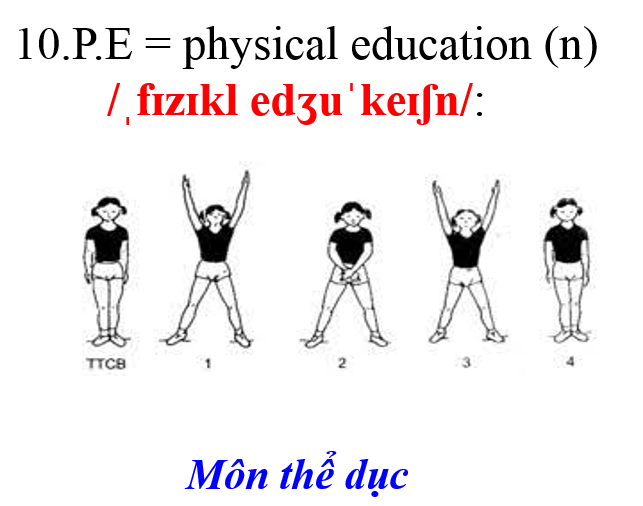 10.P.E = physical education (n)
/ˌfɪzɪkl edʒuˈkeɪʃn/:
TTCB 1 2 3 4
Môn thể dục